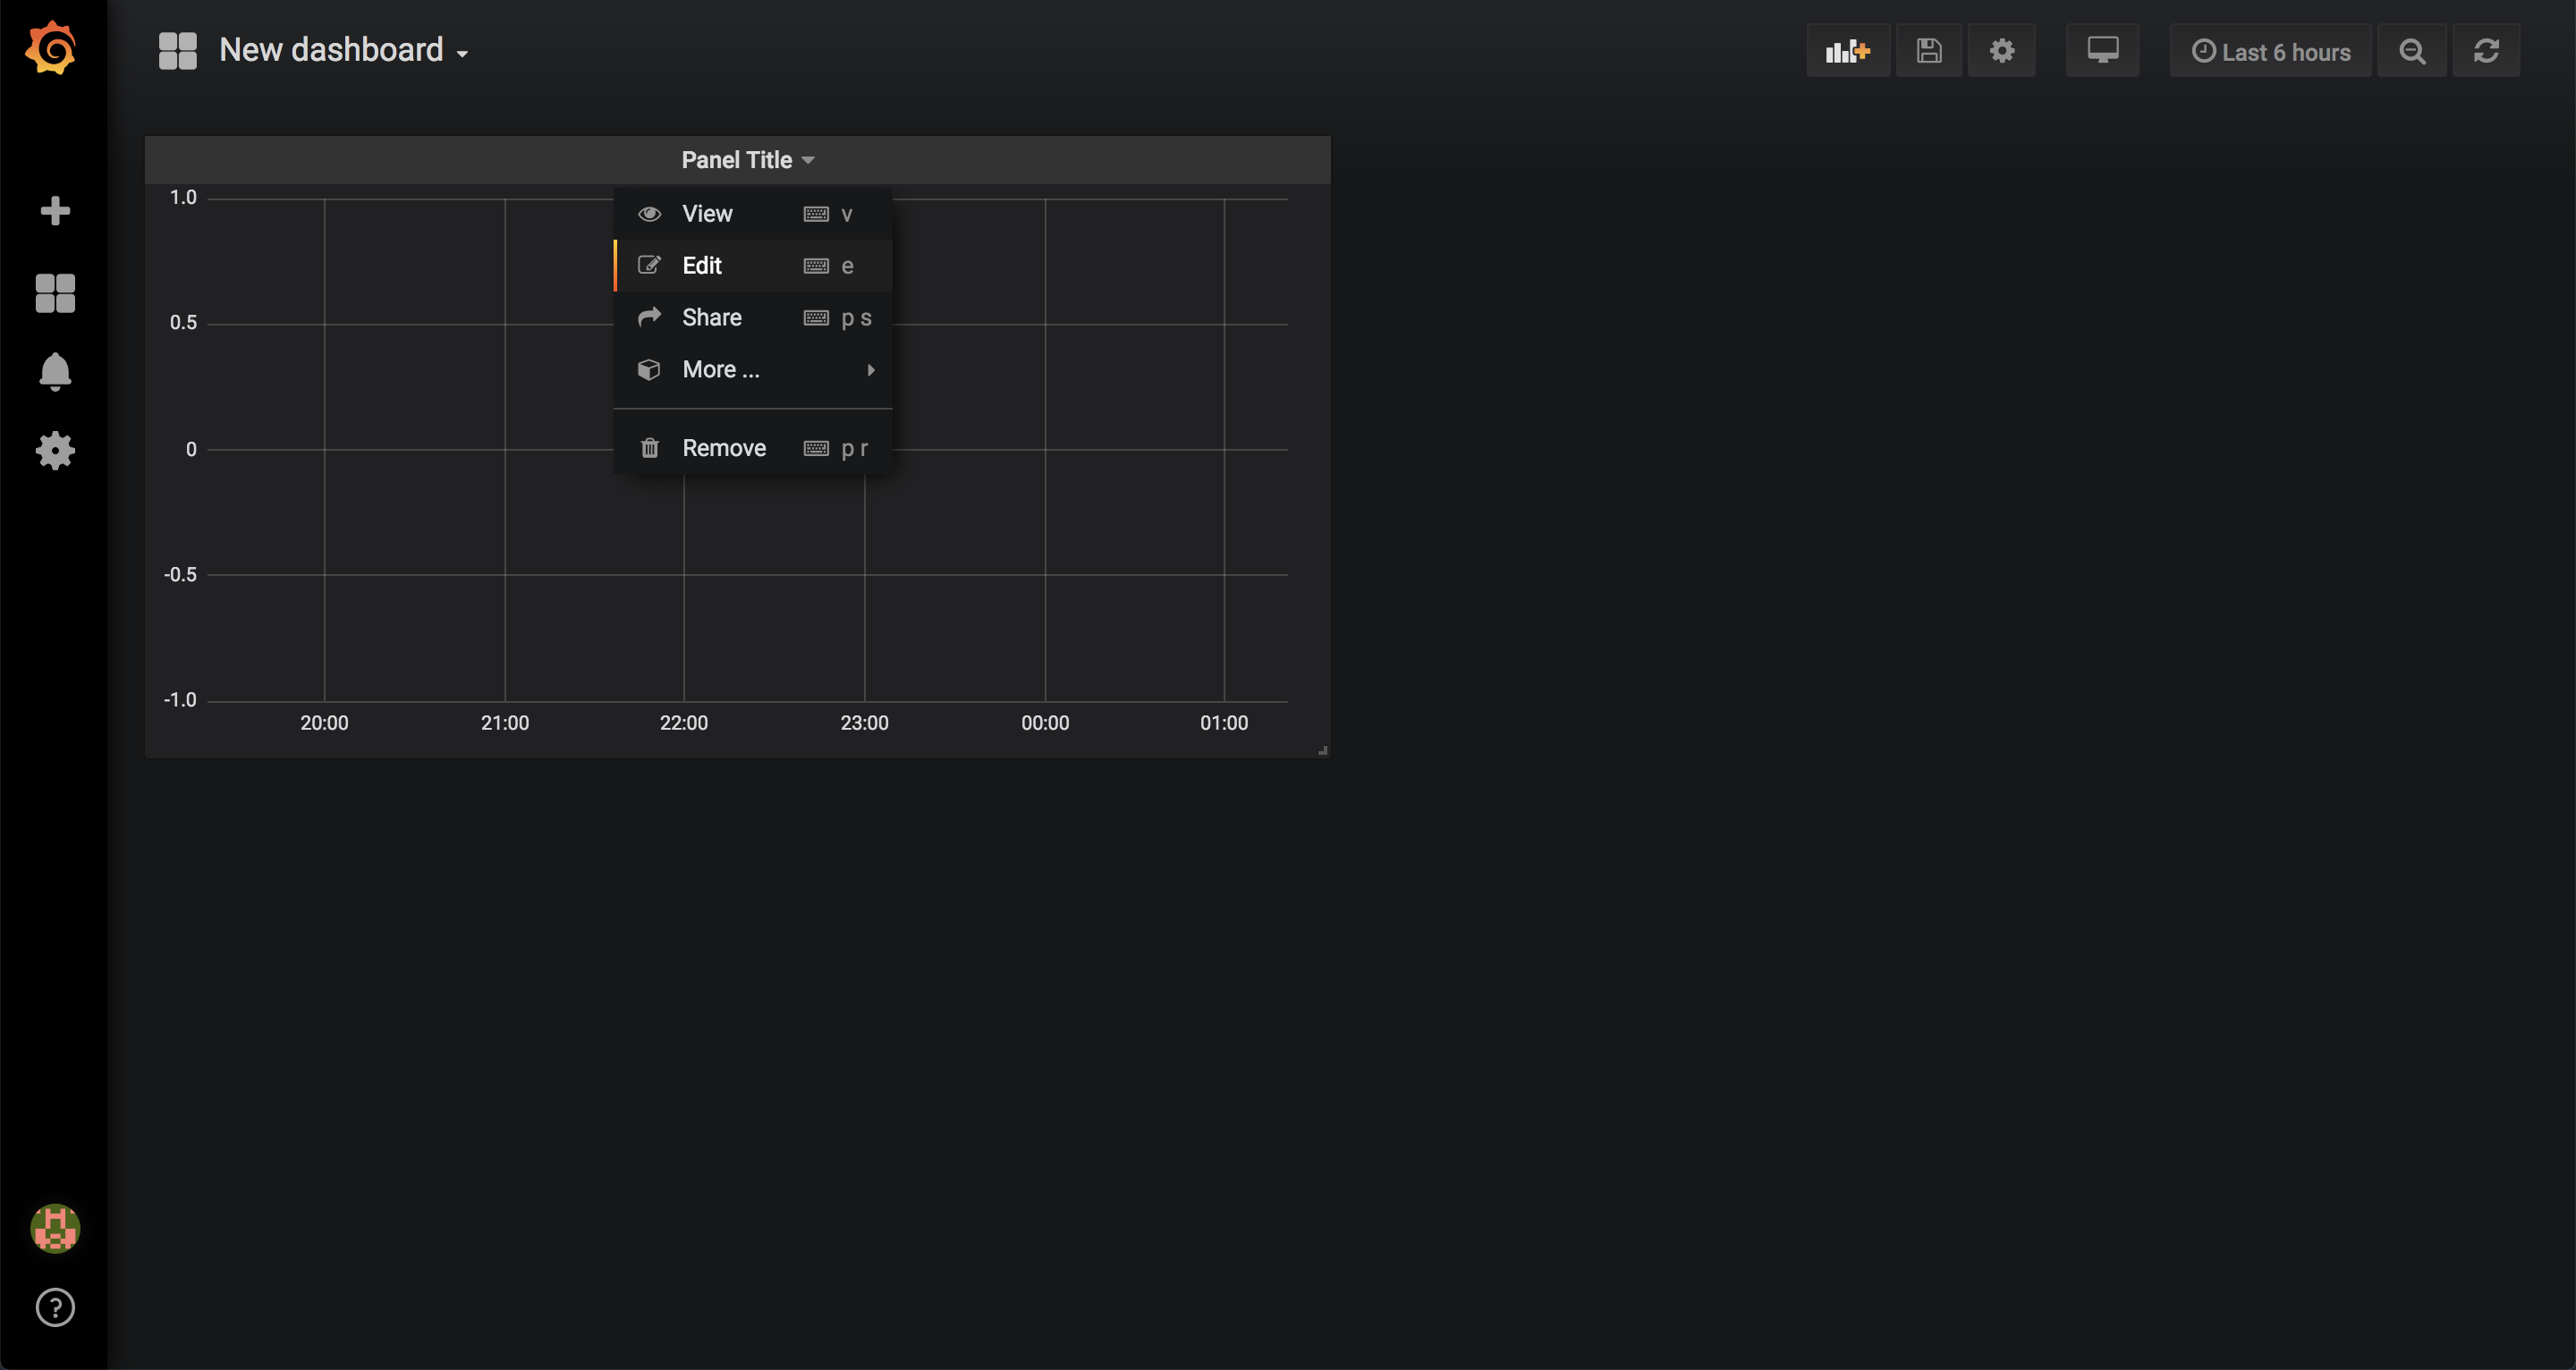 New dashboard
Last 6 hours
Panel Title
View v
Edit e
Share p s
More ...
Remove p r
1.0
0.5
0
-0.5
-1.0
20:00 21:00 22:00 23:00 00:00 01:00
?